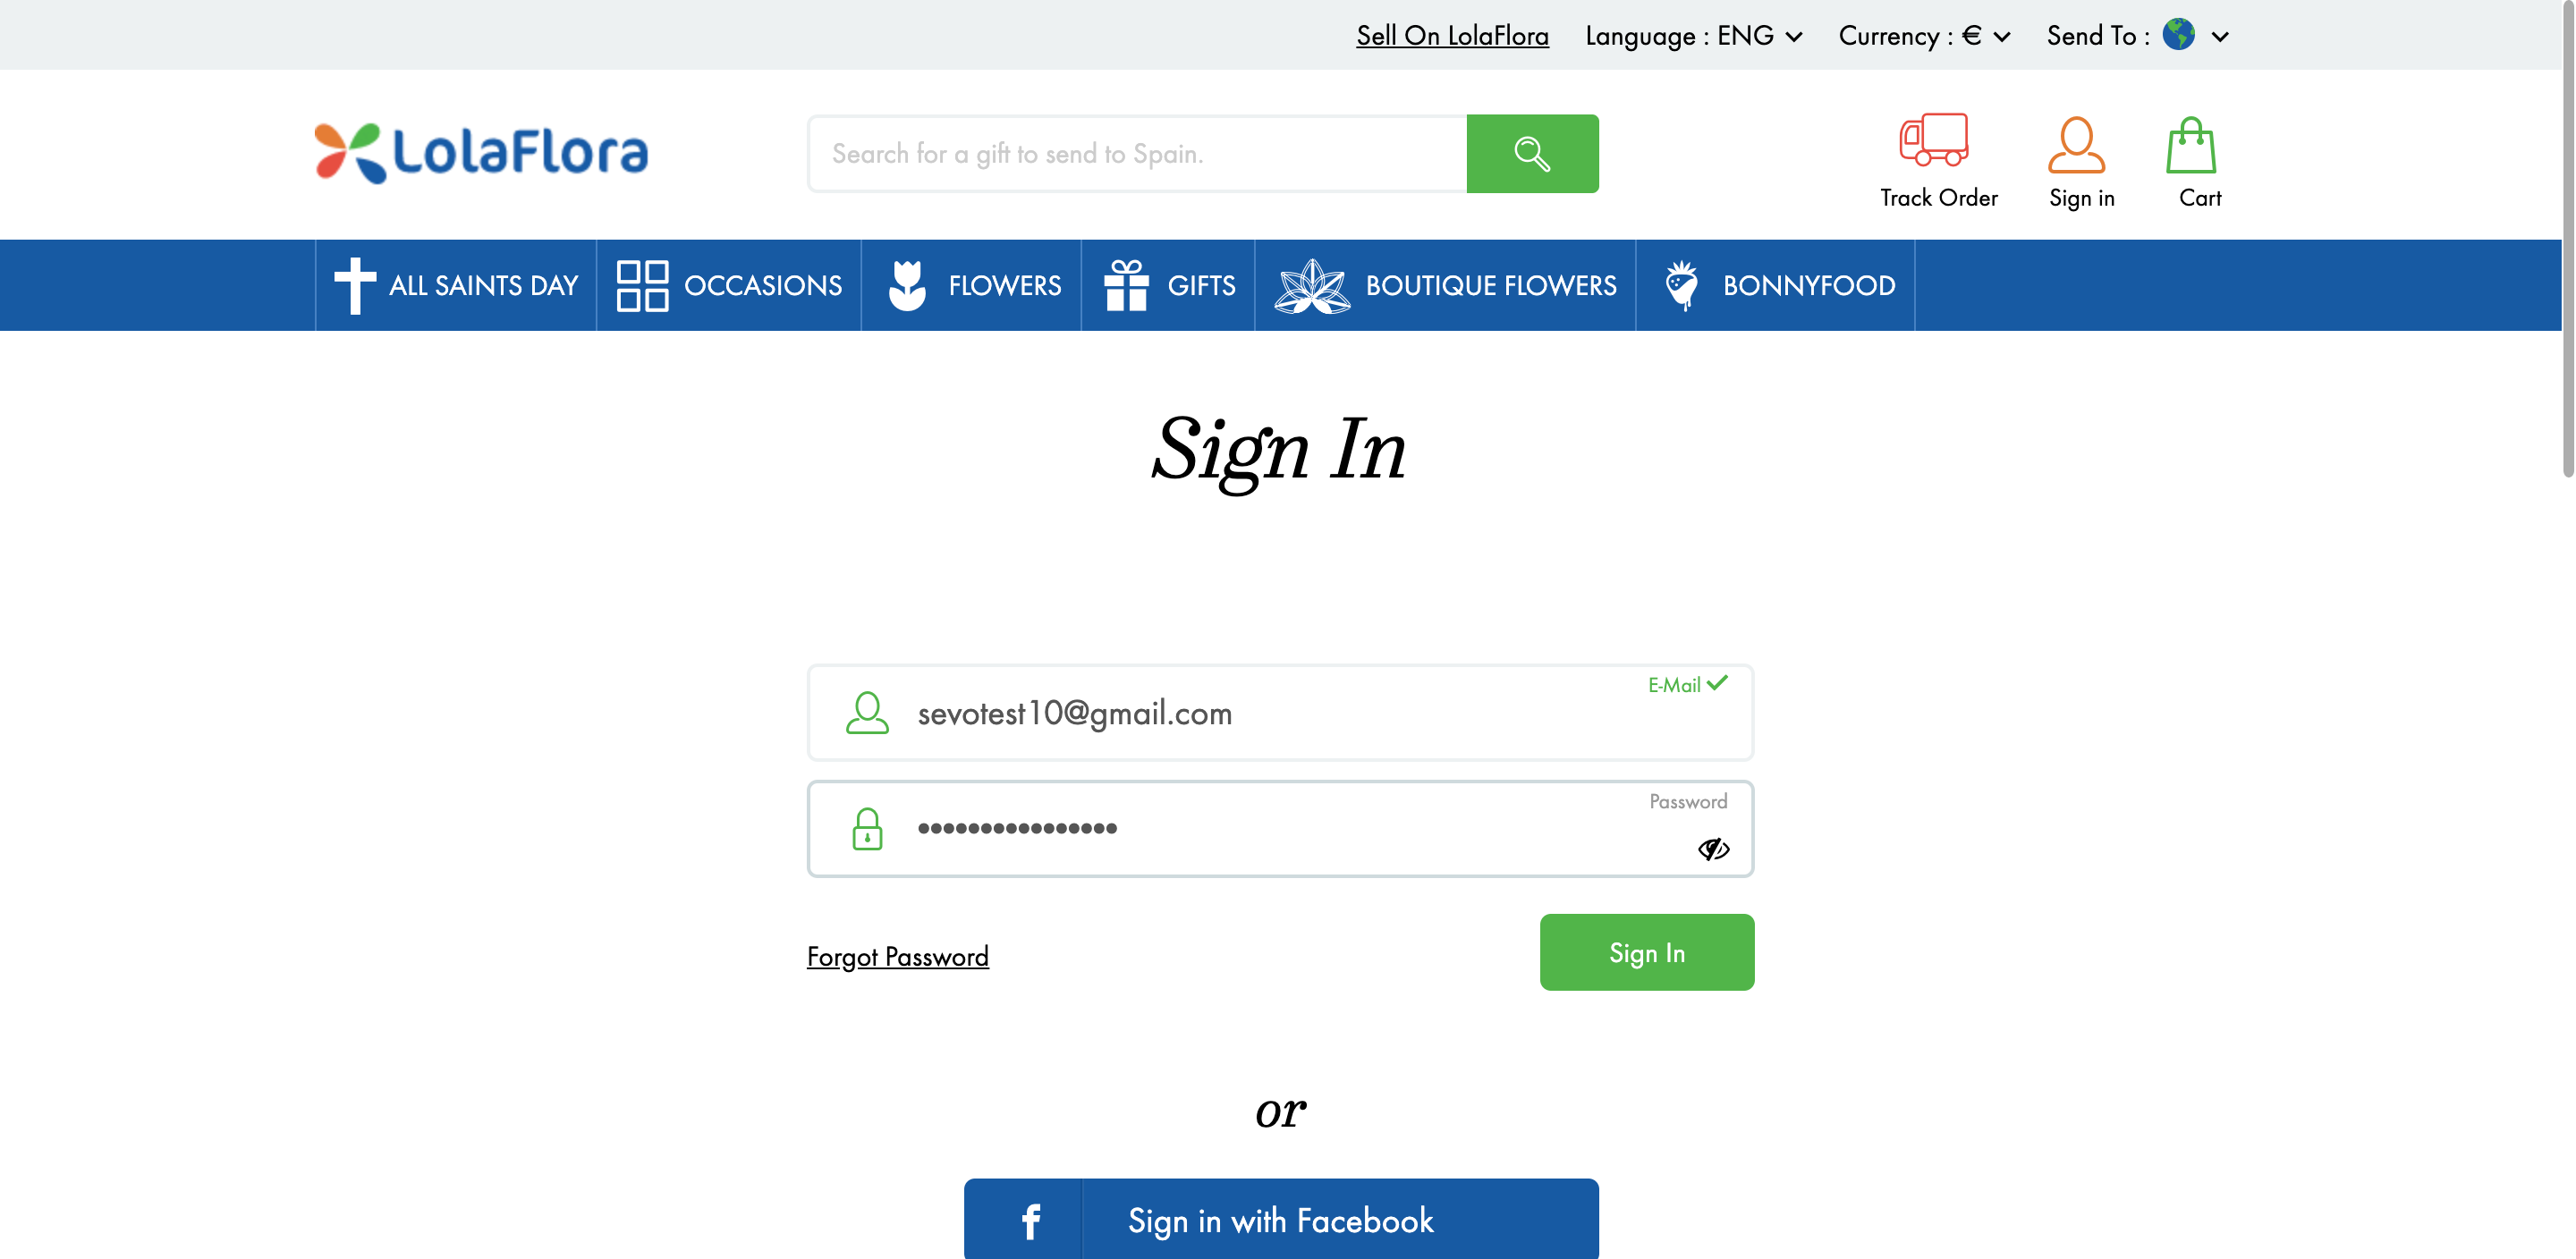 Sell On LolaFlora Language : ENG Currency : € Send To :
LolaFlora
Search for a gift to send to Spain.
Track Order Sign in Cart
ALL SAINTS DAY OCCASIONS FLOWERS GIFTS BOUTIQUE FLOWERS BONNYFOOD
Sign In
E-Mail
sevotest10@gmail.com
Password
••••••••••••••••
Forgot Password
Sign In
or
Sign in with Facebook